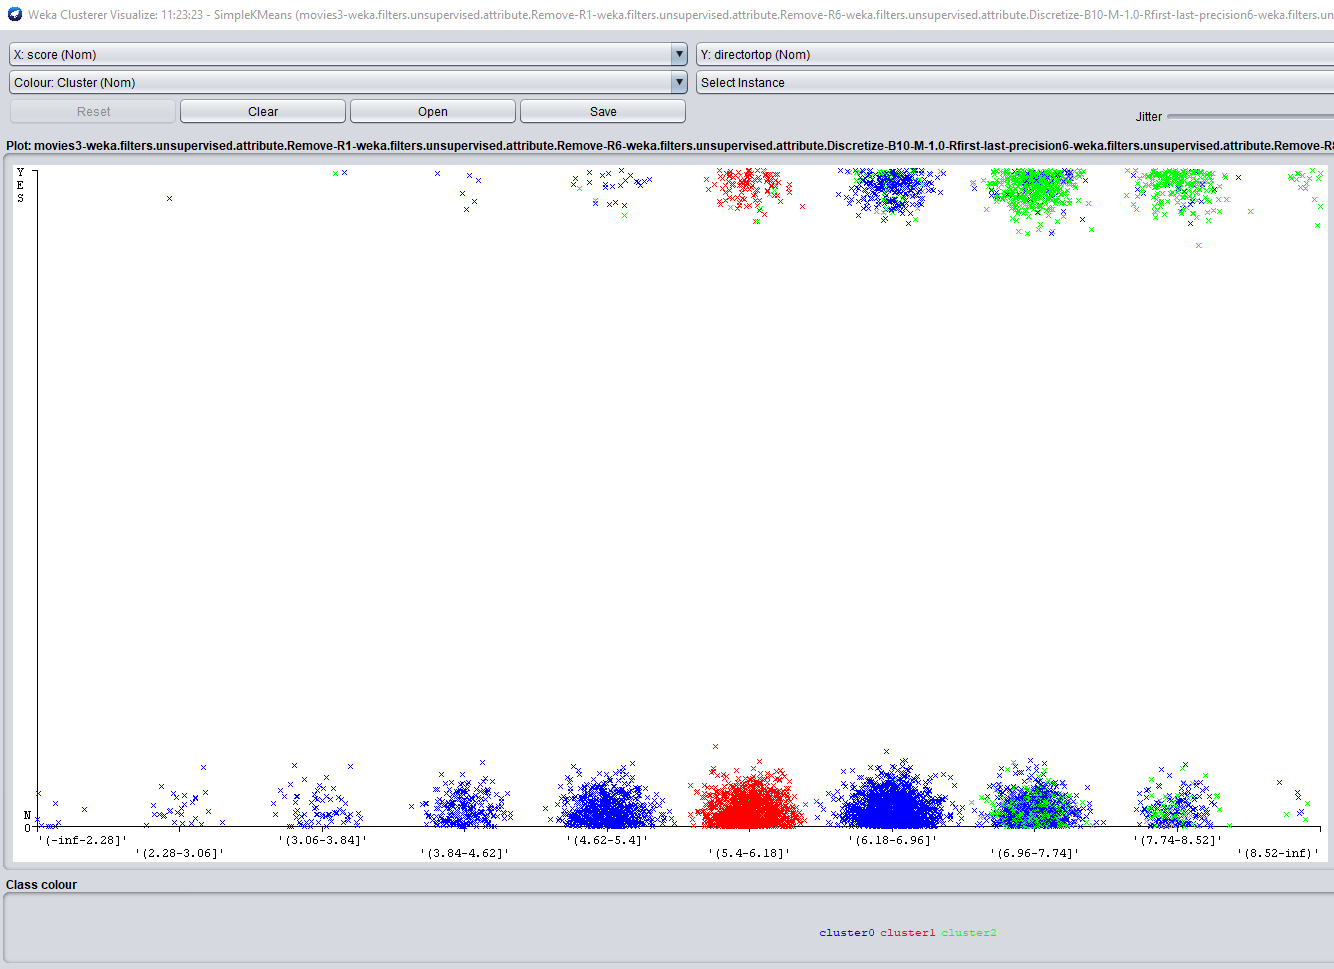 Weka Clusterer Visualize: 11:23:23 - SimpleKMeans (movies3-weka.filters.unsupervised.attribute.Remove-R1-weka.filters.unsupervised.attribute.Remove-R6-weka.filters.unsupervised.attribute.Discretize-B10-M-1.0-Rfirst-last-precision6-weka.filters.un
X: score (Nom)
Y: directortop (Nom)
Colour: Cluster (Nom)
Select Instance
Reset
Clear
Open
Save
Jitter
Plot: movies3-weka.filters.unsupervised.attribute.Remove-R1-weka.filters.unsupervised.attribute.Remove-R6-weka.filters.unsupervised.attribute.Discretize-B10-M-1.0-Rfirst-last-precision6-weka.filters.unsupervised.attribute.Remove-R8
YES
NO
'(-inf-2.28]'
'(2.28-3.06]'
'(3.06-3.84]'
'(3.84-4.62]'
'(4.62-5.4]'
'(5.4-6.18]'
'(6.18-6.96]'
'(6.96-7.74]'
'(7.74-8.52]'
'(8.52-inf)'
Class colour
cluster0 cluster1 cluster2